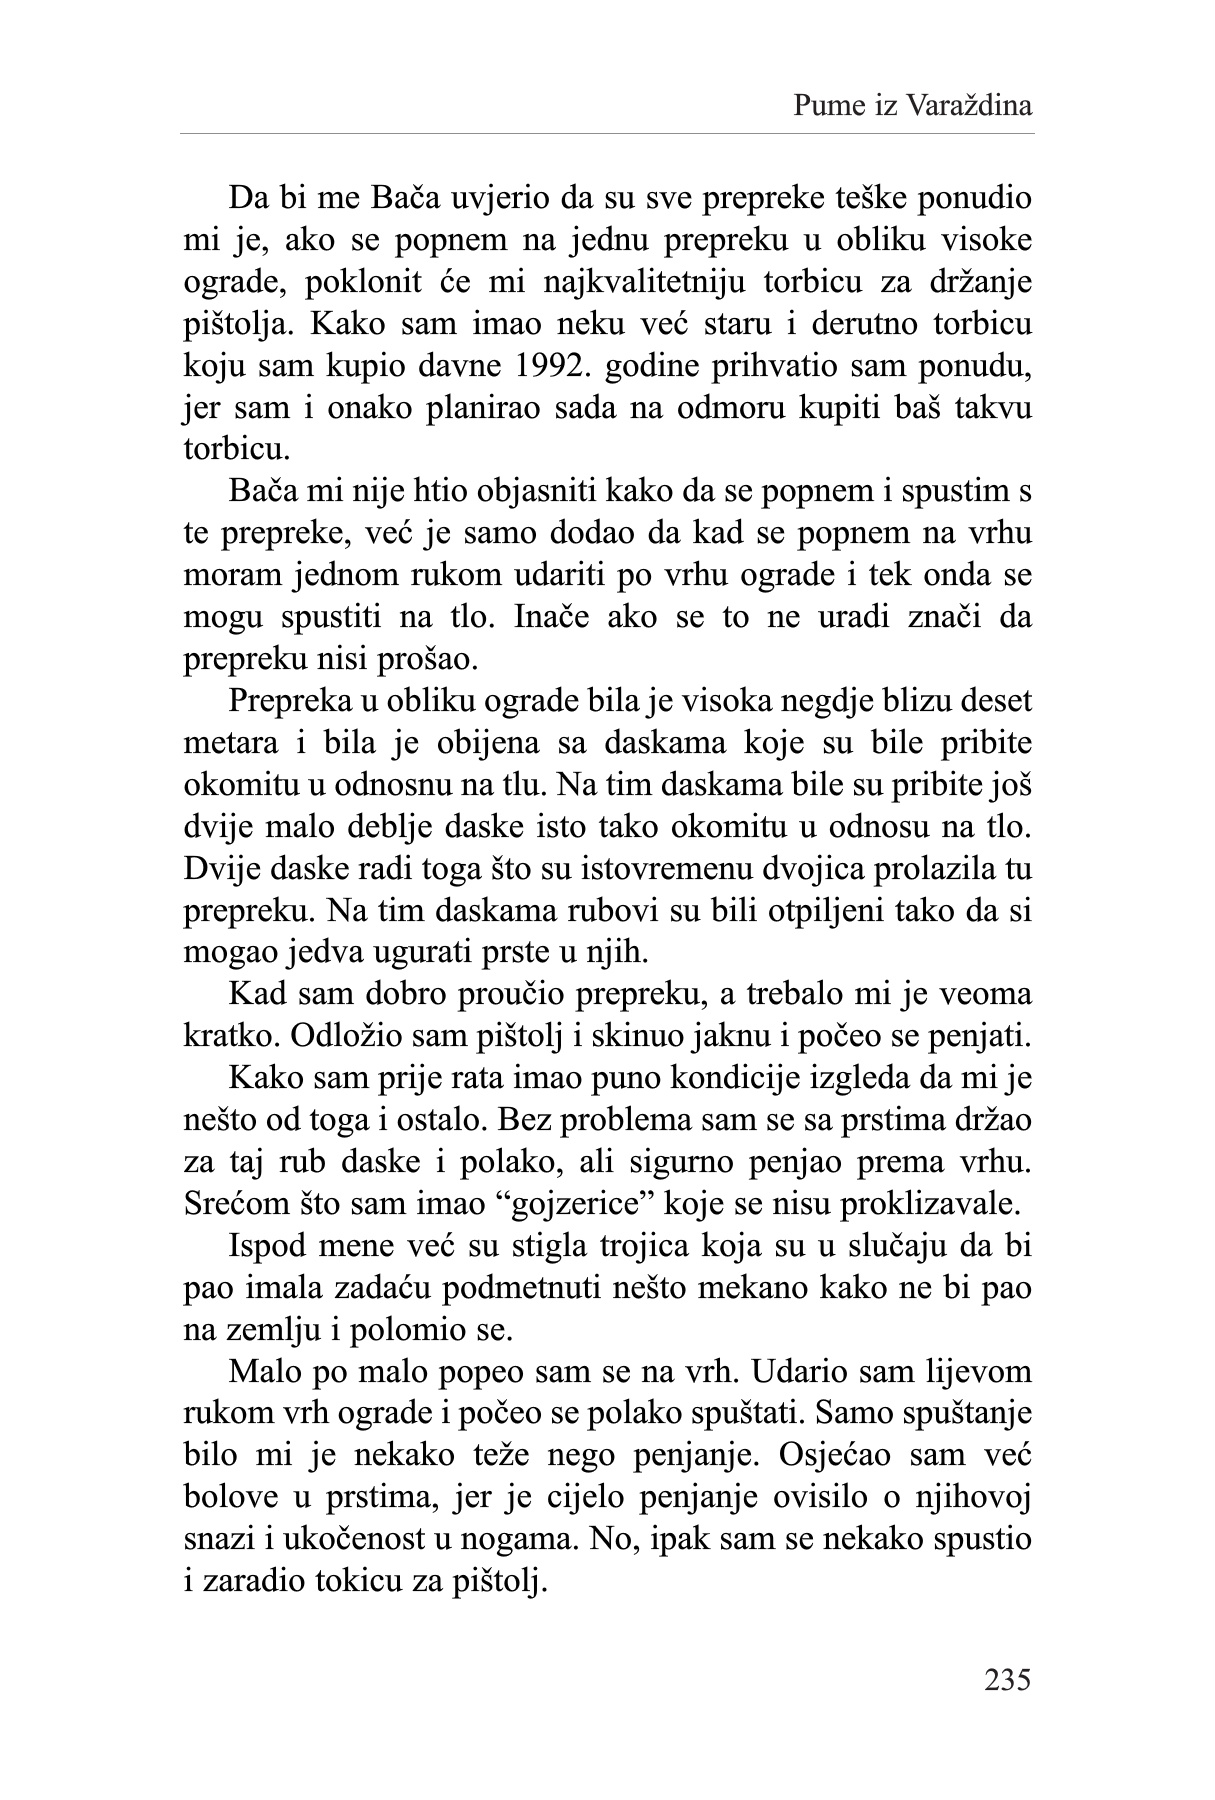 Pume iz Varaždina
Da bi me Bača uvjerio da su sve prepreke teške ponudio
mi je, ako se popnem na jednu prepreku u obliku visoke
ograde, poklonit će mi najkvalitetniju torbicu za držanje
pištolja. Kako sam imao neku već staru i derutno torbicu
koju sam kupio davne 1992. godine prihvatio sam ponudu,
jer sam i onako planirao sada na odmoru kupiti baš takvu
torbicu.
Bača mi nije htio objasniti kako da se popnem i spustim s
te prepreke, već je samo dodao da kad se popnem na vrhu
moram jednom rukom udariti po vrhu ograde i tek onda se
mogu spustiti na tlo. Inače ako se to ne uradi znači da
prepreku nisi prošao.
Prepreka u obliku ograde bila je visoka negdje blizu deset
metara i bila je obijena sa daskama koje su bile pribite
okomitu u odnosnu na tlu. Na tim daskama bile su pribite još
dvije malo deblje daske isto tako okomitu u odnosu na tlo.
Dvije daske radi toga što su istovremenu dvojica prolazila tu
prepreku. Na tim daskama rubovi su bili otpiljeni tako da si
mogao jedva ugurati prste u njih.
Kad sam dobro proučio prepreku, a trebalo mi je veoma
kratko. Odložio sam pištolj i skinuo jaknu i počeo se penjati.
Kako sam prije rata imao puno kondicije izgleda da mi je
nešto od toga i ostalo. Bez problema sam se sa prstima držao
za taj rub daske i polako, ali sigurno penjao prema vrhu.
Srećom što sam imao “gojzerice” koje se nisu proklizavale.
Ispod mene već su stigla trojica koja su u slučaju da bi
pao imala zadaću podmetnuti nešto mekano kako ne bi pao
na zemlju i polomio se.
Malo po malo popeo sam se na vrh. Udario sam lijevom
rukom vrh ograde i počeo se polako spuštati. Samo spuštanje
bilo mi je nekako teže nego penjanje. Osjećao sam već
bolove u prstima, jer je cijelo penjanje ovisilo o njihovoj
snazi i ukočenost u nogama. No, ipak sam se nekako spustio
i zaradio tokicu za pištolj.
235